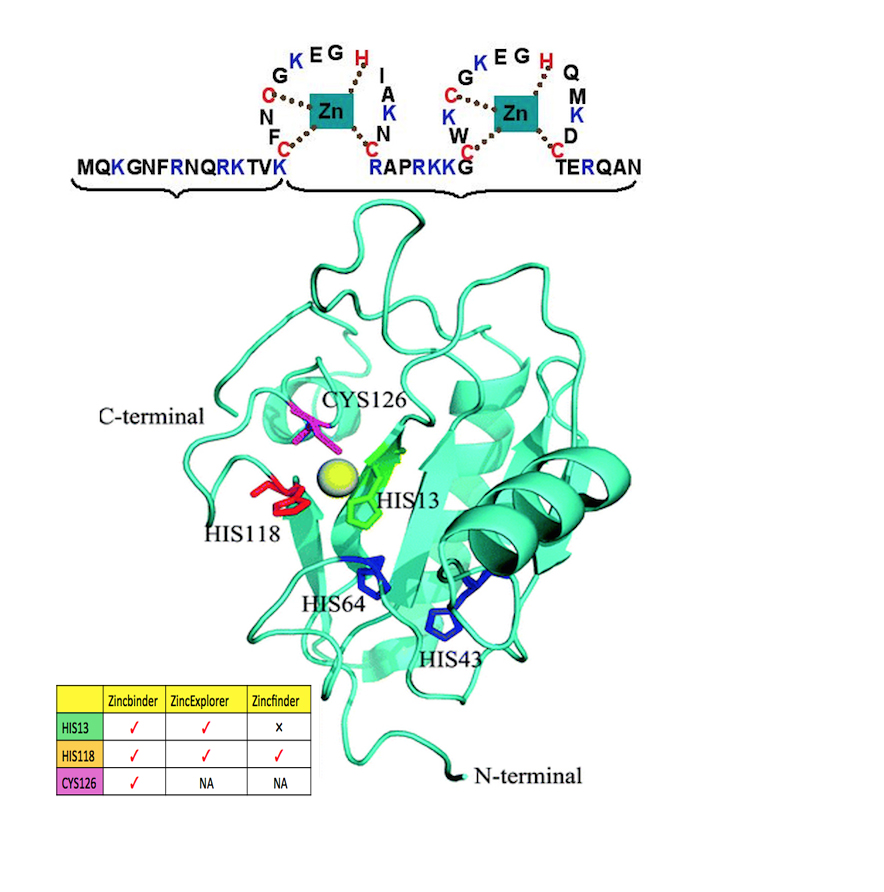 G K E G H
C I
N A
F K
C N
C
Zn
G K E G H
C Q
K M
W K
C D
C
Zn
MQKGNFRNQRKTVK RAPRKKG TERQAN
CYS126
C-terminal
HIS13
HIS118
HIS64
HIS43
Zincbinder ZincExplorer Zincfinder
HIS13 ✓ ✓ ×
HIS118 ✓ ✓ ✓
CYS126 ✓ NA NA
N-terminal